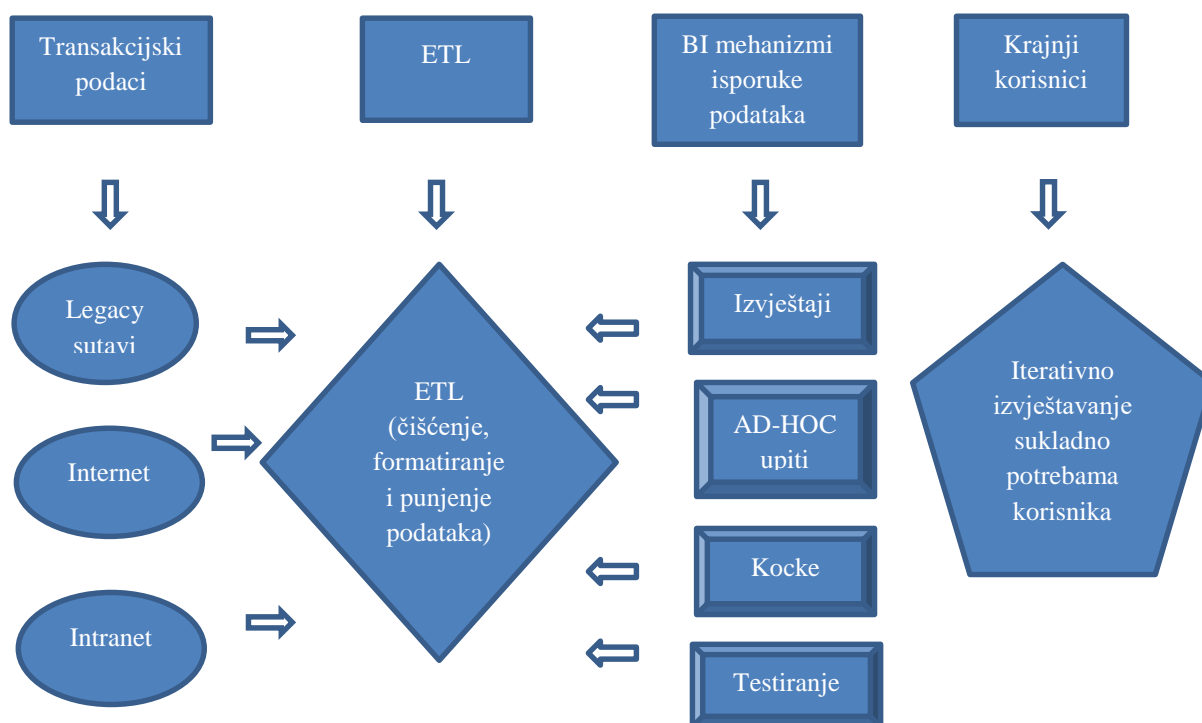 Transakcijski
podaci
ETL
BI mehanizmi
isporuke
podataka
Krajnji
korisnici
Legacy
sutavi
Internet
Intranet
ETL
(čišćenje,
formatiranje
i punjenje
podataka)
Izvještaji
AD-HOC
upiti
Kocke
Testiranje
Iterativno
izvještavanje
sukladno
potrebama
korisnika